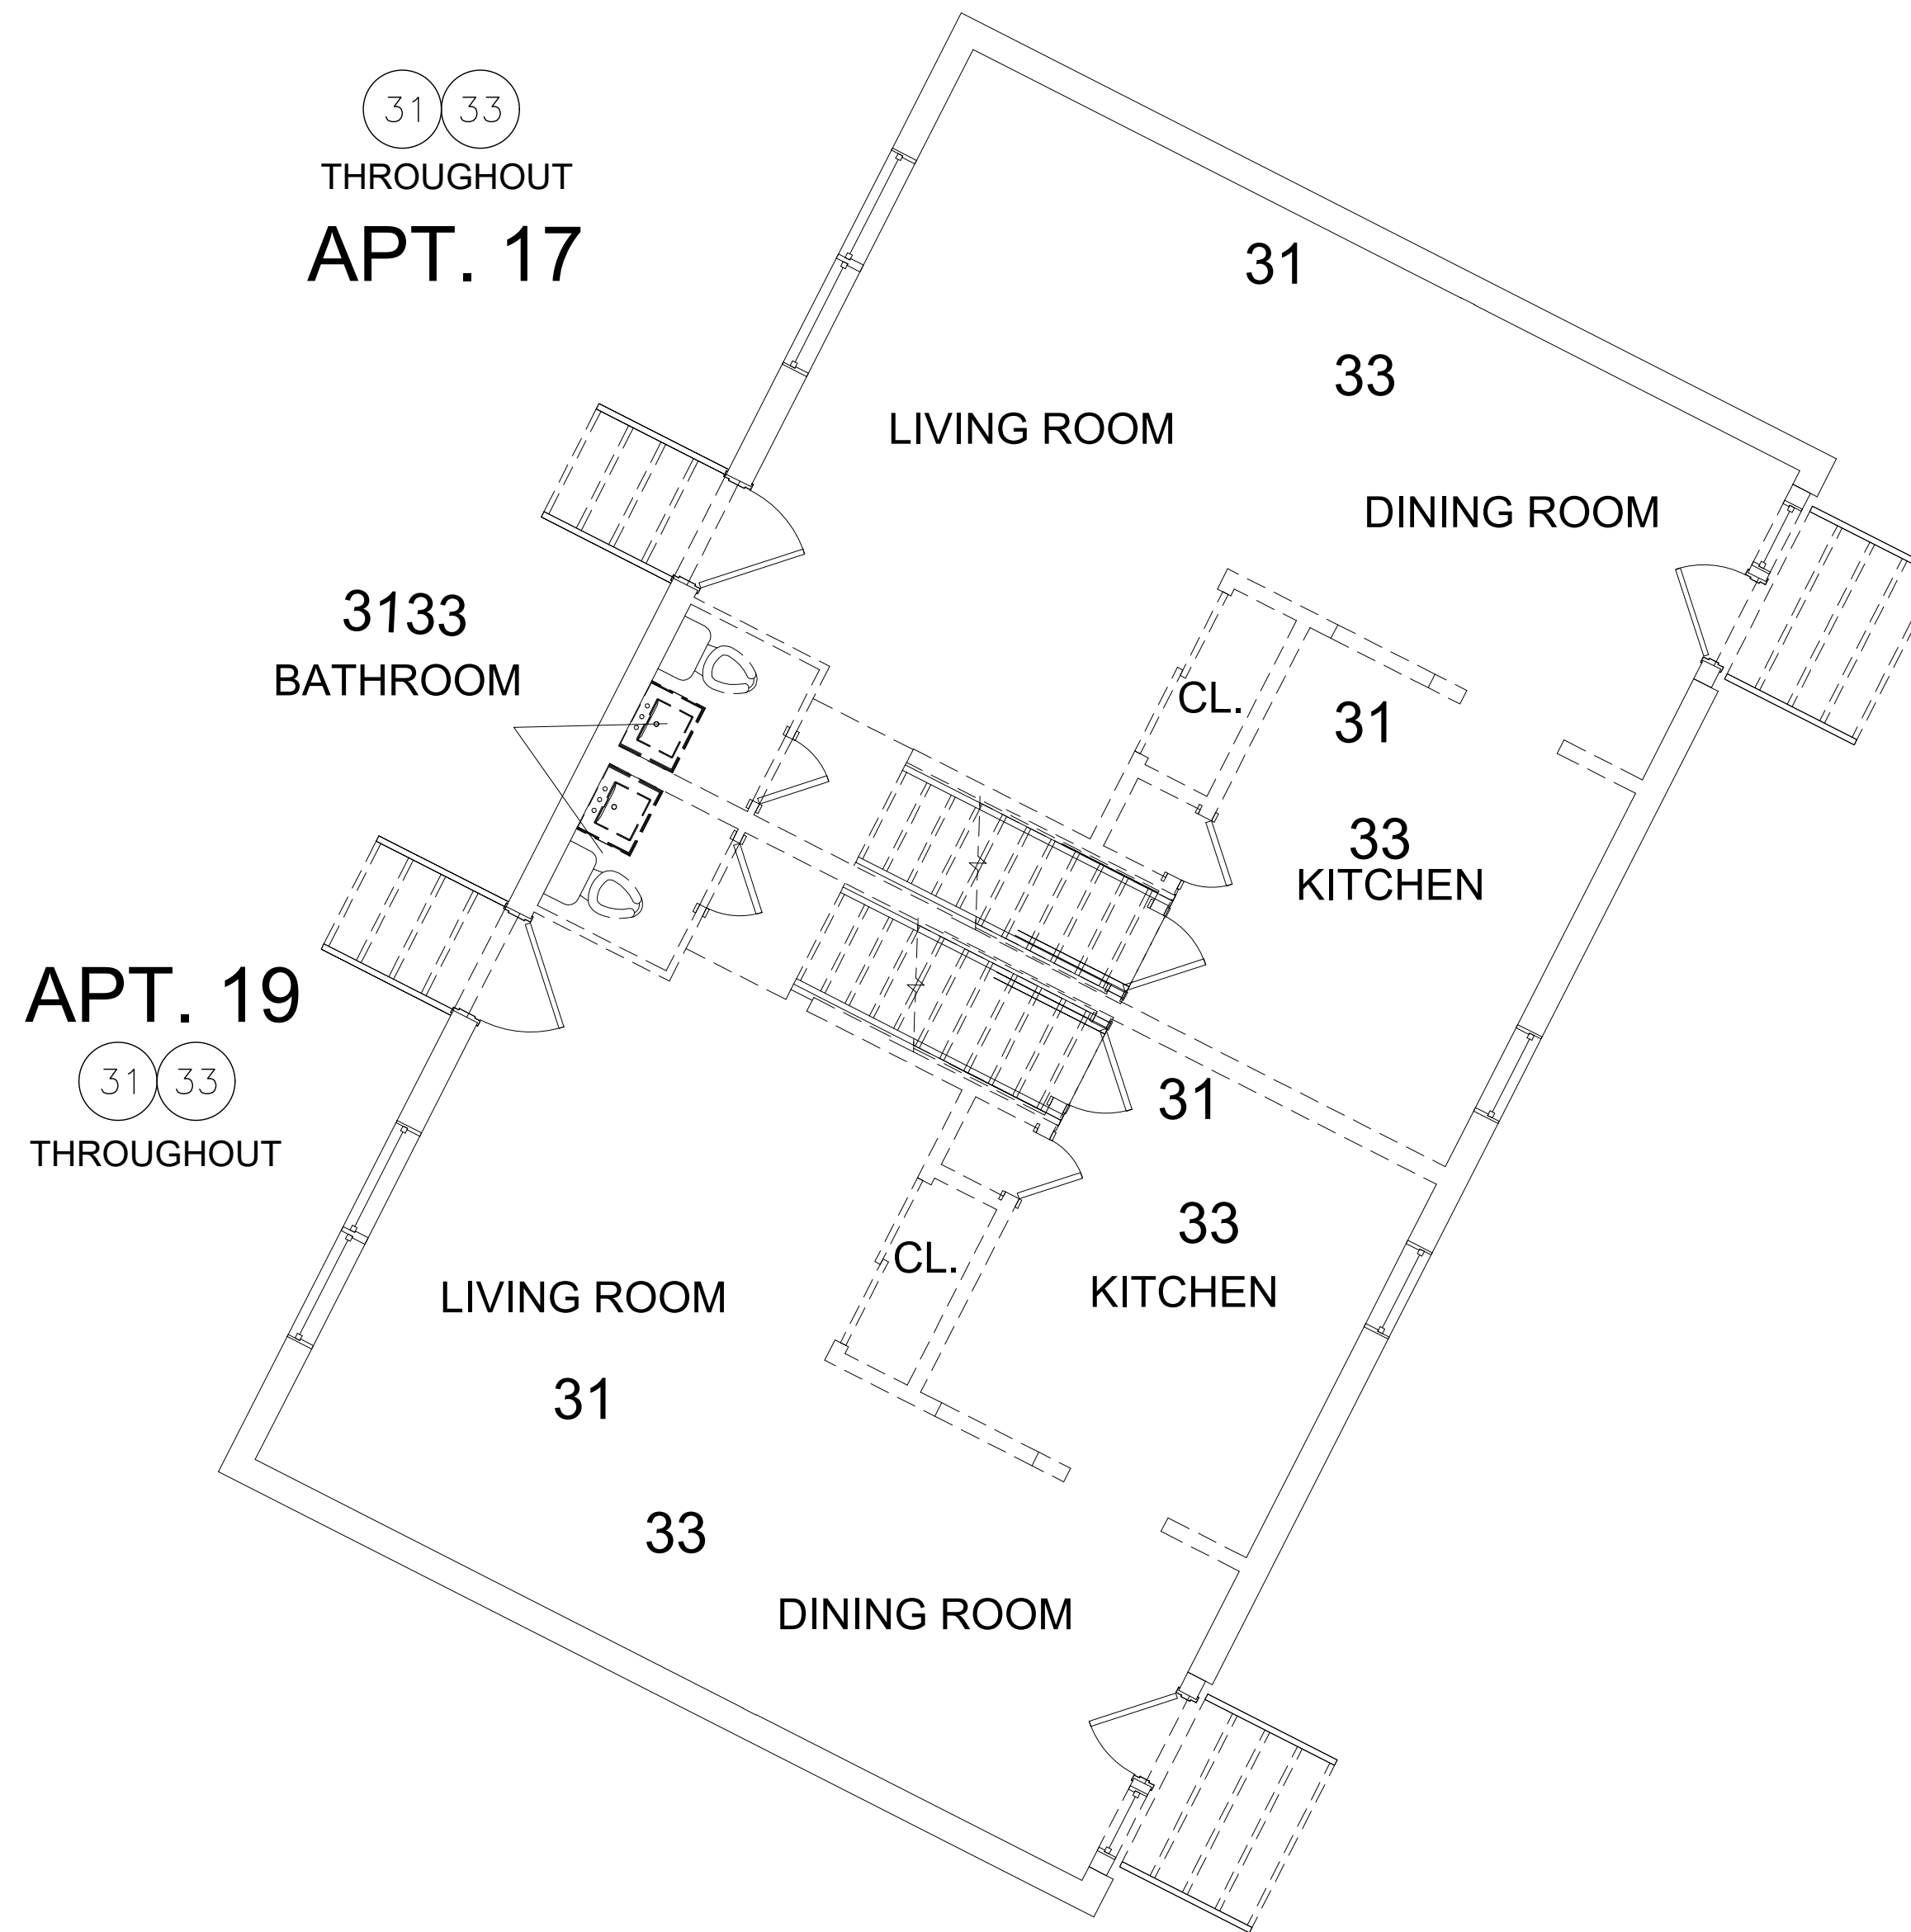 31 33
THROUGHOUT
APT. 17
31
33
LIVING ROOM
DINING ROOM
3133
BATHROOM
CL.
31
33
KITCHEN
APT. 19
31 33
THROUGHOUT
31
33
CL.
KITCHEN
LIVING ROOM
31
33
DINING ROOM